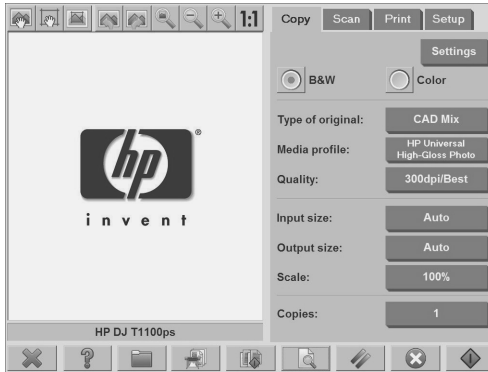 1:1
Copy Scan Print Setup
Settings
B&W Color
Type of original: CAD Mix
Media profile: HP Universal
High-Gloss Photo
Quality: 300dpi/Best
Input size: Auto
Output size: Auto
Scale: 100%
Copies: 1
hp ®
invent
HP DJ T1100ps
?